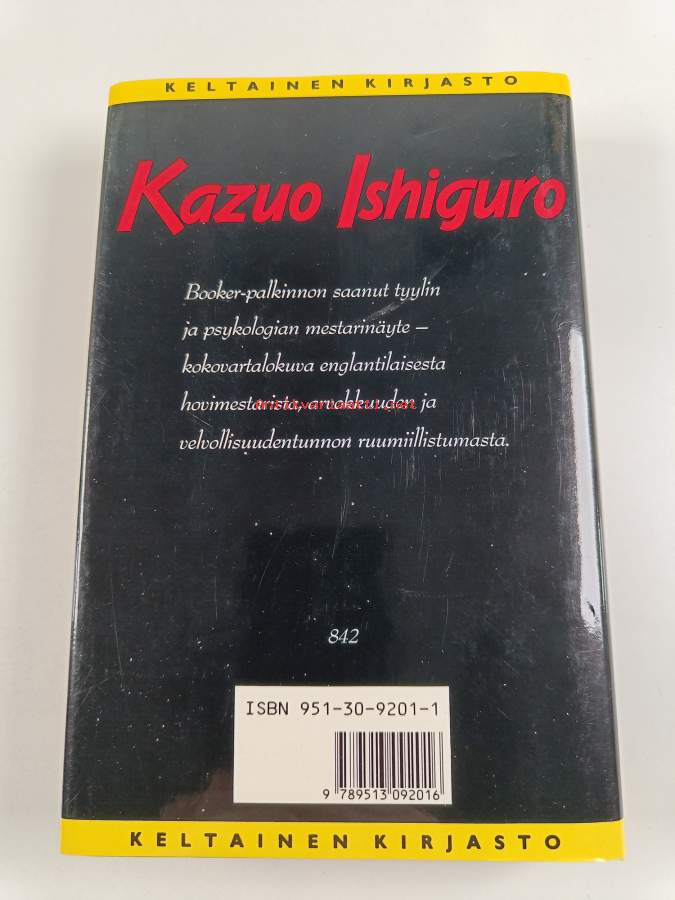 KELTAINEN KIRJASTO
Kazuo Ishiguro
Booker-palkinnon saanut tyylin
ja psykologian mestarinäyte –
kokovartalokuva englantilaisesta
hovimestarista, arvokkuuden ja
velvollisuudentunnon ruumiillistumasta.
842
ISBN 951-30-9201-1
9 789513 092016
KELTAINEN KIRJASTO